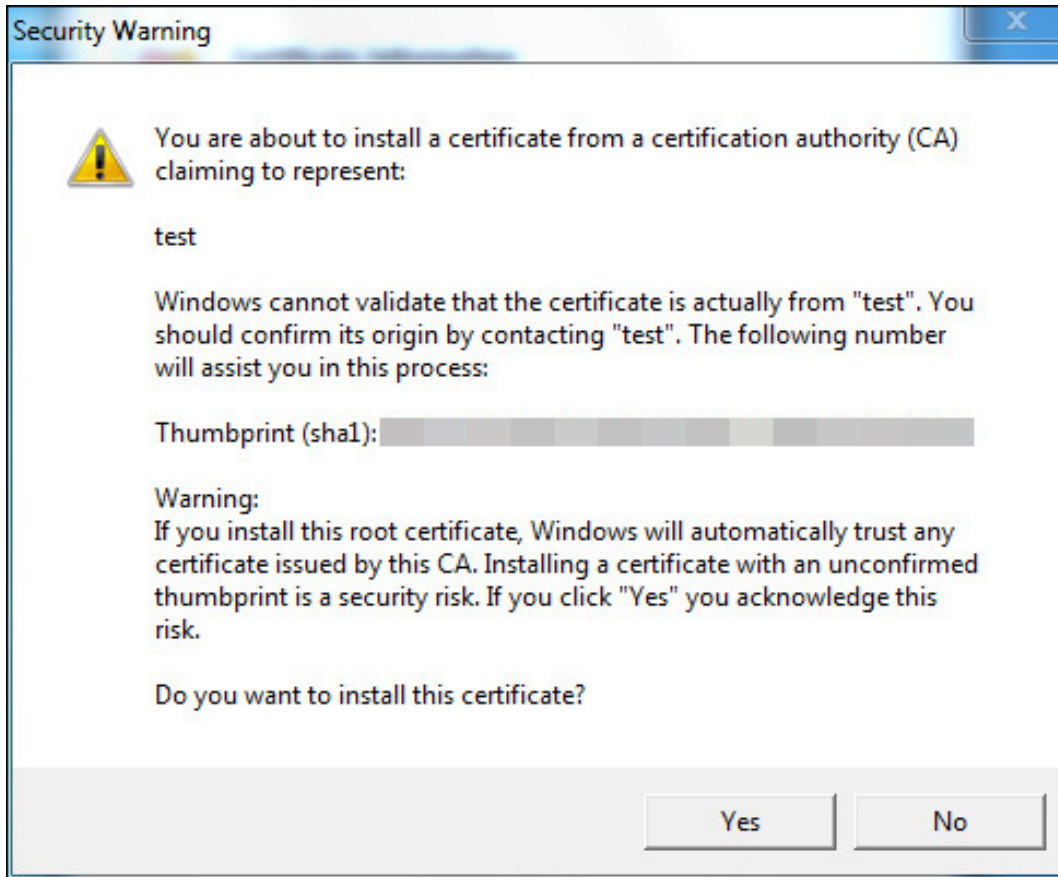 Security Warning
X
You are about to install a certificate from a certification authority (CA)
claiming to represent:
test
Windows cannot validate that the certificate is actually from "test". You
should confirm its origin by contacting "test". The following number
will assist you in this process:
Thumbprint (sha1):
Warning:
If you install this root certificate, Windows will automatically trust any
certificate issued by this CA. Installing a certificate with an unconfirmed
thumbprint is a security risk. If you click "Yes" you acknowledge this
risk.
Do you want to install this certificate?
Yes
No